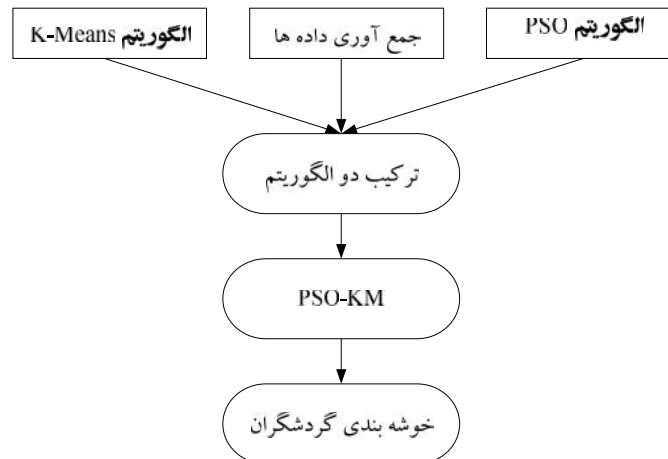 الگوریتم PSO
جمع آوری داده ها
الگوریتم K-Means
ترکیب دو الگوریتم
PSO-KM
خوشه بندی گردشگران